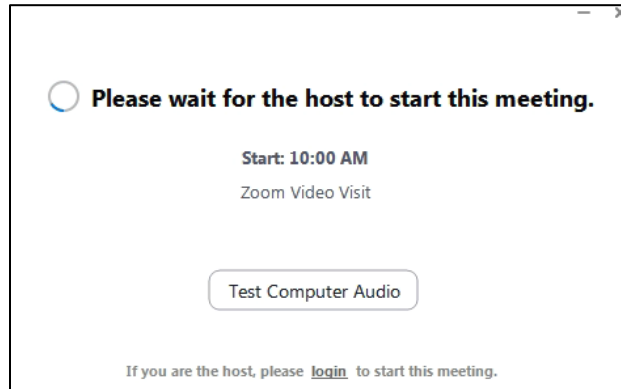 Please wait for the host to start this meeting.
Start: 10:00 AM
Zoom Video Visit
Test Computer Audio
If you are the host, please login to start this meeting.